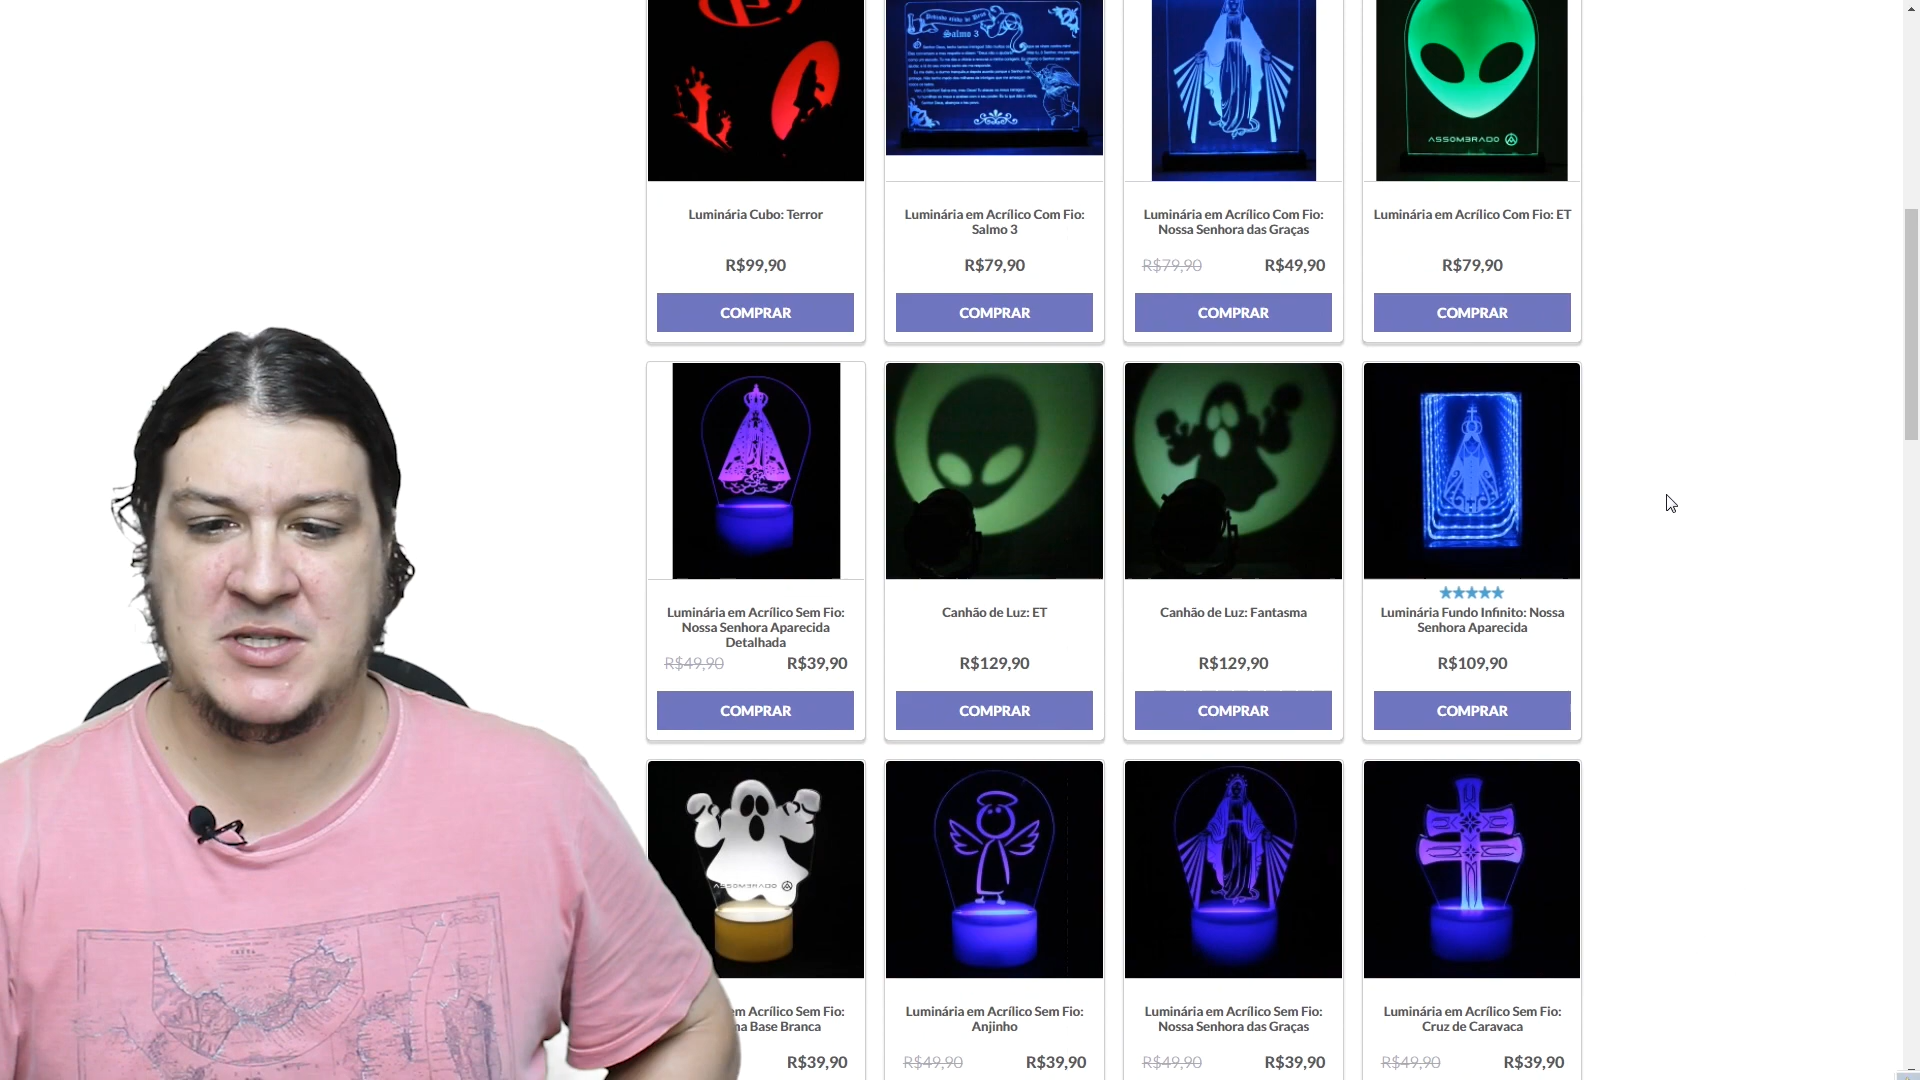 Salmo 3
ASSOMBRADO
Luminária Cubo: Terror
R$99,90
COMPRAR
Luminária em Acrílico Com Fio:
Salmo 3
R$79,90
COMPRAR
Luminária em Acrílico Com Fio:
Nossa Senhora das Graças
R$79,90 R$49,90
COMPRAR
Luminária em Acrílico Com Fio: ET
R$79,90
COMPRAR
Luminária em Acrílico Sem Fio:
Nossa Senhora Aparecida
Detalhada
R$49,90 R$39,90
COMPRAR
Canhão de Luz: ET
R$129,90
COMPRAR
Canhão de Luz: Fantasma
R$129,90
COMPRAR
Luminária Fundo Infinito: Nossa
Senhora Aparecida
R$109,90
COMPRAR
ASSOMBRADO
em Acrílico Sem Fio:
Base Branca
R$39,90
Luminária em Acrílico Sem Fio:
Anjinho
R$49,90 R$39,90
Luminária em Acrílico Sem Fio:
Nossa Senhora das Graças
R$49,90 R$39,90
Luminária em Acrílico Sem Fio:
Cruz de Caravaca
R$49,90 R$39,90